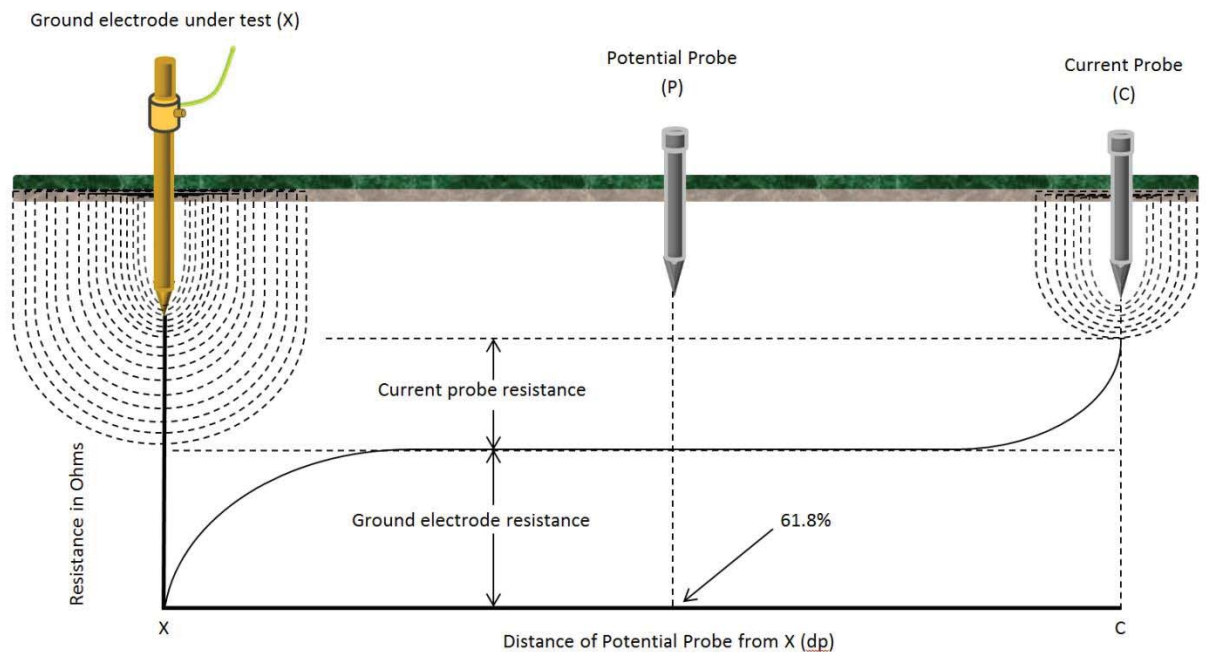 Ground electrode under test (X)
Potential Probe
(P)
Current Probe
(C)
Current probe resistance
Resistance in Ohms
Ground electrode resistance
61.8%
X
C
Distance of Potential Probe from X (dp)